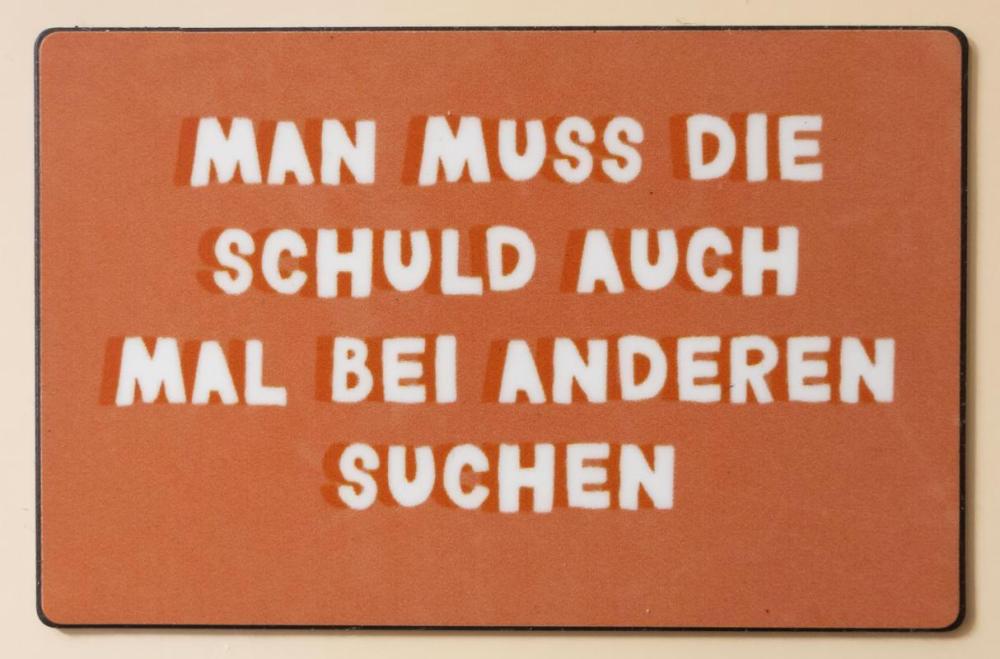 MAN MUSS DIE
SCHULD AUCH
MAL BEI ANDEREN
SUCHEN